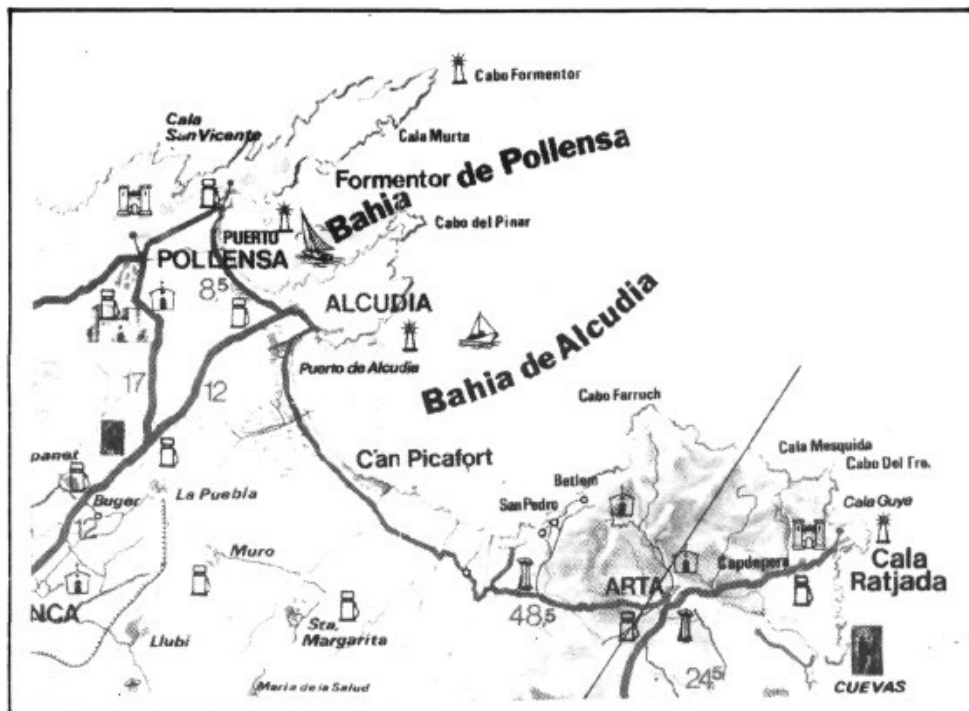 Cabo Formentor
Cala
San Vicente
Cala Murta
Formentor de Pollensa
Bahia
Cabo del Pinar
PUERTO
POLLENSA
8,5
ALCUDIA
Puerto de Alcudia
Bahia de Alcudia
17
12
Cabo Farruch
panet
Buger
La Puebla
C'an Picafort
Betlem
San Pedro
Cala Mesquida
Cabo Del Fre.
Cala Guya
12
Muro
ARTA
Capdepera
Cala
Ratjada
NCA
Llubi
Sta,
Margarita
48,5
24,5
Maria de la Salud
CUEVAS